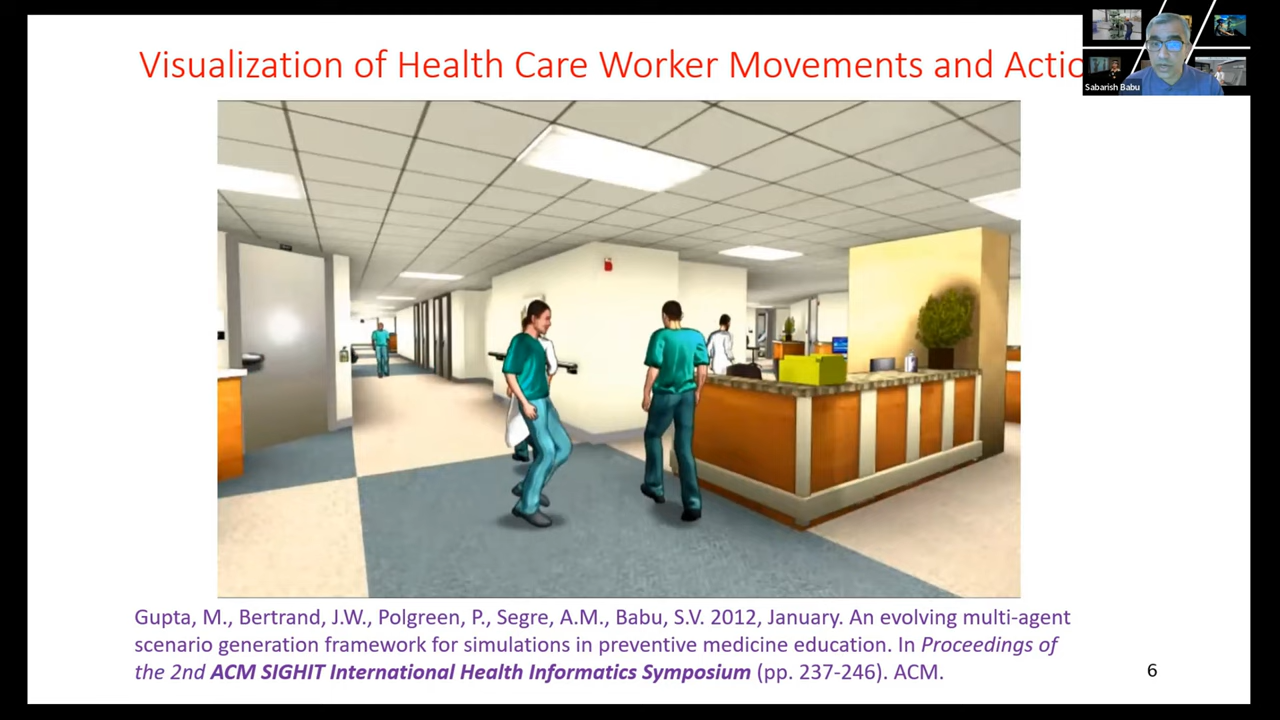 Visualization of Health Care Worker Movements and Actio
Sabarish Babu
Gupta, M., Bertrand, J.W., Polgreen, P., Segre, A.M., Babu, S.V. 2012, January. An evolving multi-agent
scenario generation framework for simulations in preventive medicine education. In Proceedings of
the 2nd ACM SIGHIT International Health Informatics Symposium (pp. 237-246). ACM.
6